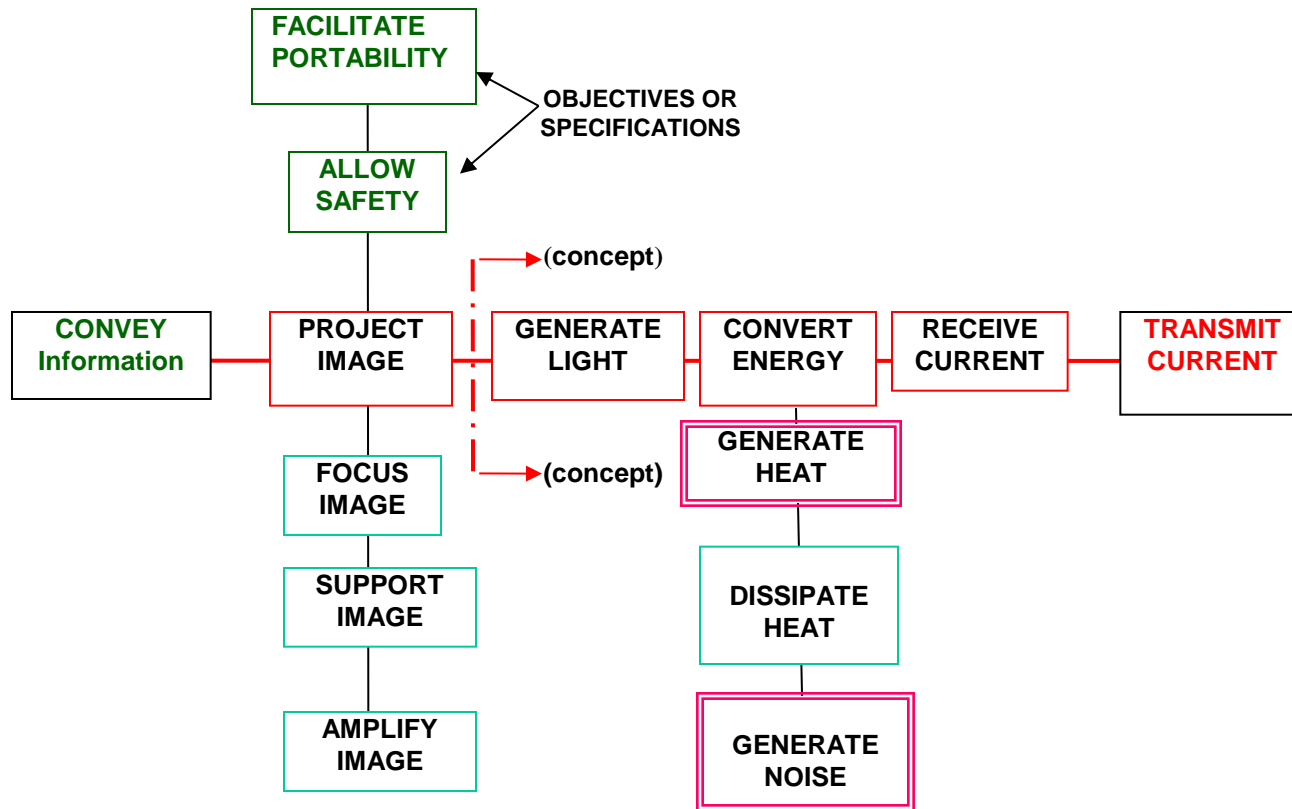 FACILITATE
PORTABILITY
OBJECTIVES OR
SPECIFICATIONS
ALLOW
SAFETY
(concept)
CONVEY
Information
PROJECT
IMAGE
GENERATE
LIGHT
CONVERT
ENERGY
RECEIVE
CURRENT
TRANSMIT
CURRENT
(concept)
GENERATE
HEAT
FOCUS
IMAGE
SUPPORT
IMAGE
DISSIPATE
HEAT
AMPLIFY
IMAGE
GENERATE
NOISE